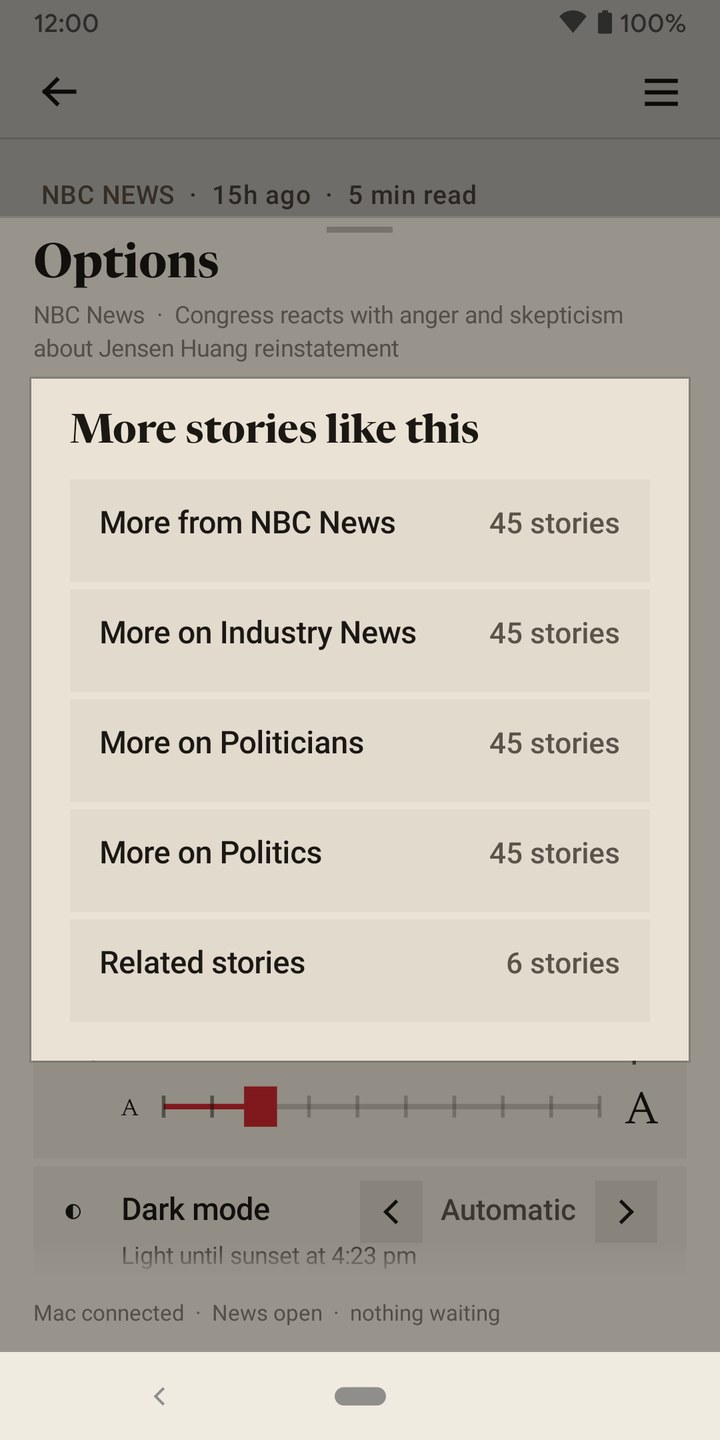 12:00 100%
NBC NEWS · 15h ago · 5 min read
Options
NBC News · Congress reacts with anger and skepticism
about Jensen Huang reinstatement
More stories like this
More from NBC News 45 stories
More on Industry News 45 stories
More on Politicians 45 stories
More on Politics 45 stories
Related stories 6 stories
A A
Dark mode Automatic
Light until sunset at 4:23 pm
Mac connected · News open · nothing waiting